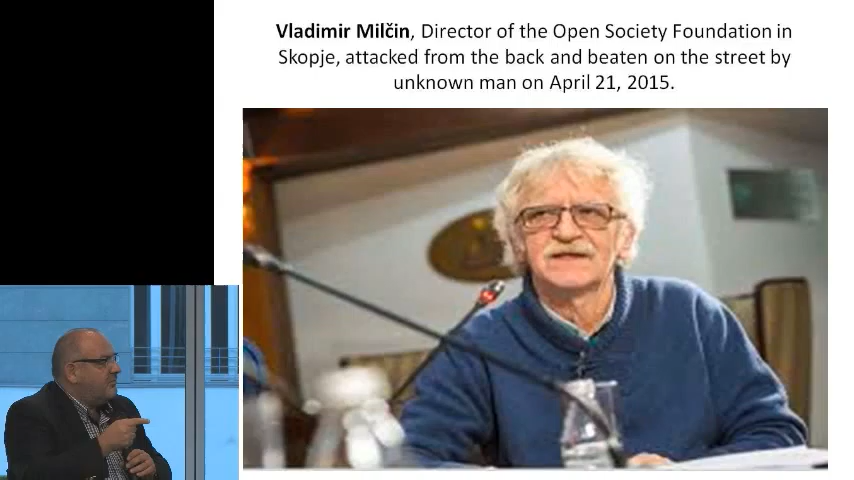 Vladimir Milčin, Director of the Open Society Foundation in
Skopje, attacked from the back and beaten on the street by
unknown man on April 21, 2015.